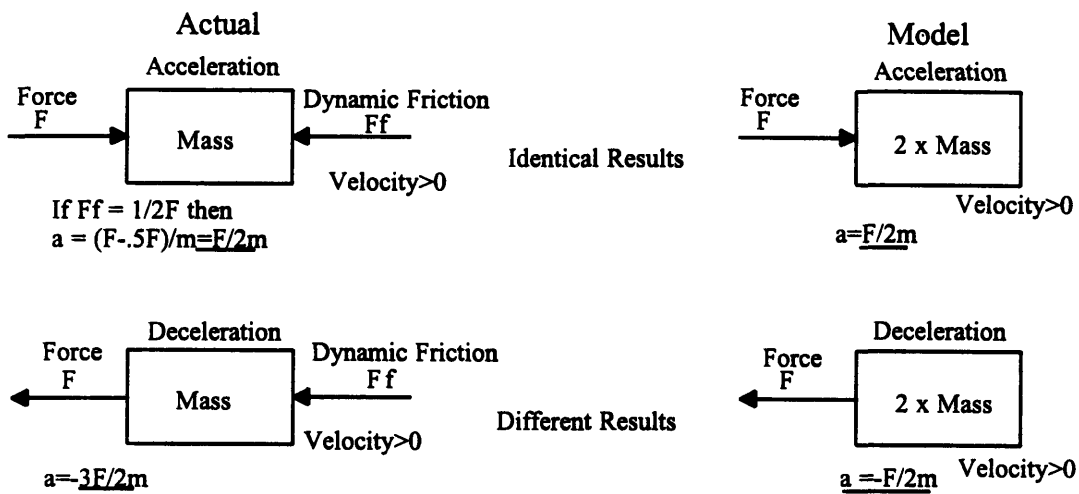 Actual
Acceleration
Force
F
Mass
Dynamic Friction
Ff
Velocity>0
If Ff = 1/2F then
a = (F-.5F)/m=F/2m
Identical Results
Model
Acceleration
Force
F
2 x Mass
Velocity>0
a=F/2m
Deceleration
Force
F
Mass
Dynamic Friction
F f
Velocity>0
a=-3F/2m
Different Results
Deceleration
Force
F
2 x Mass
Velocity>0
a =-F/2m